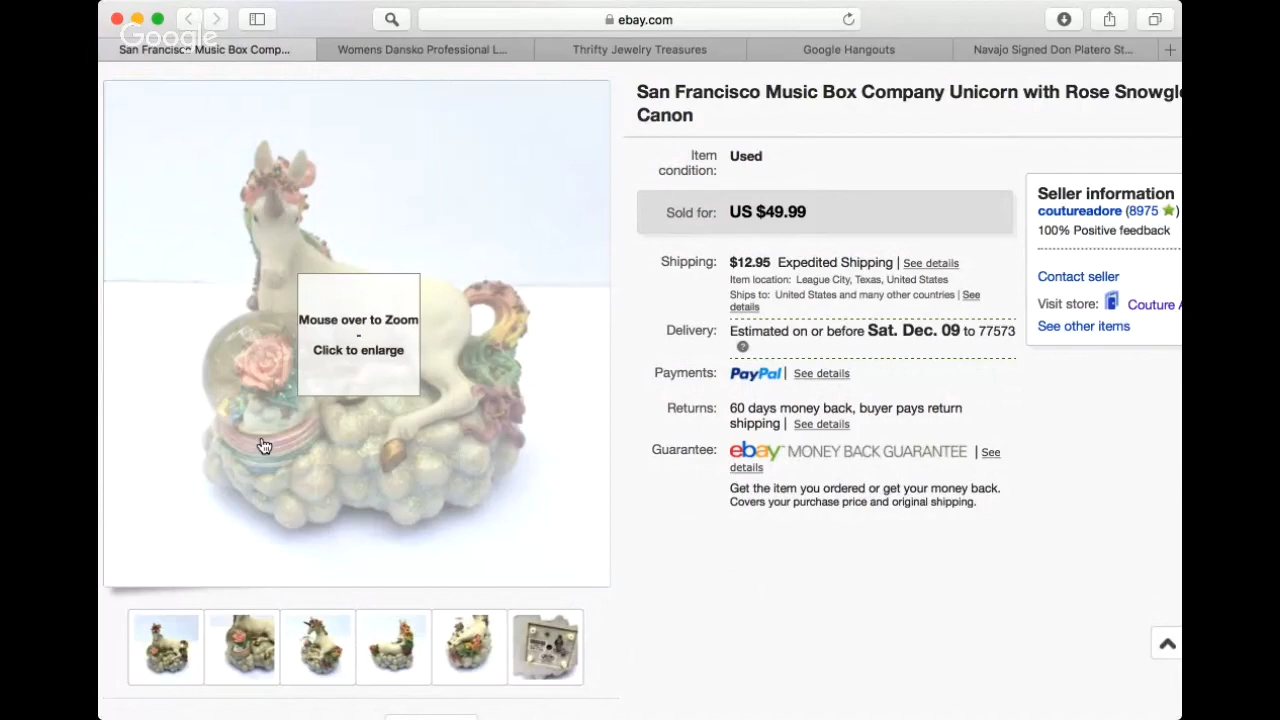 ebay.com
Google
San Francisco Music Box Comp...
Womens Dansko Professional L...
Thrifty Jewelry Treasures
Google Hangouts
Navajo Signed Don Platero St...
San Francisco Music Box Company Unicorn with Rose Snowgl
Canon
Item condition:
Used
Sold for:
US $49.99
Shipping:
$12.95 Expedited Shipping | See details
Item location: League City, Texas, United States
Ships to: United States and many other countries | See
details
Delivery:
Estimated on or before Sat. Dec. 09 to 77573
?
Payments:
PayPal | See details
Returns:
60 days money back, buyer pays return
shipping | See details
Guarantee:
ebay MONEY BACK GUARANTEE | See
details
Get the item you ordered or get your money back.
Covers your purchase price and original shipping.
Seller information
coutureadore (8975 )
100% Positive feedback
Contact seller
Visit store: Couture A
See other items
Mouse over to Zoom
-
Click to enlarge